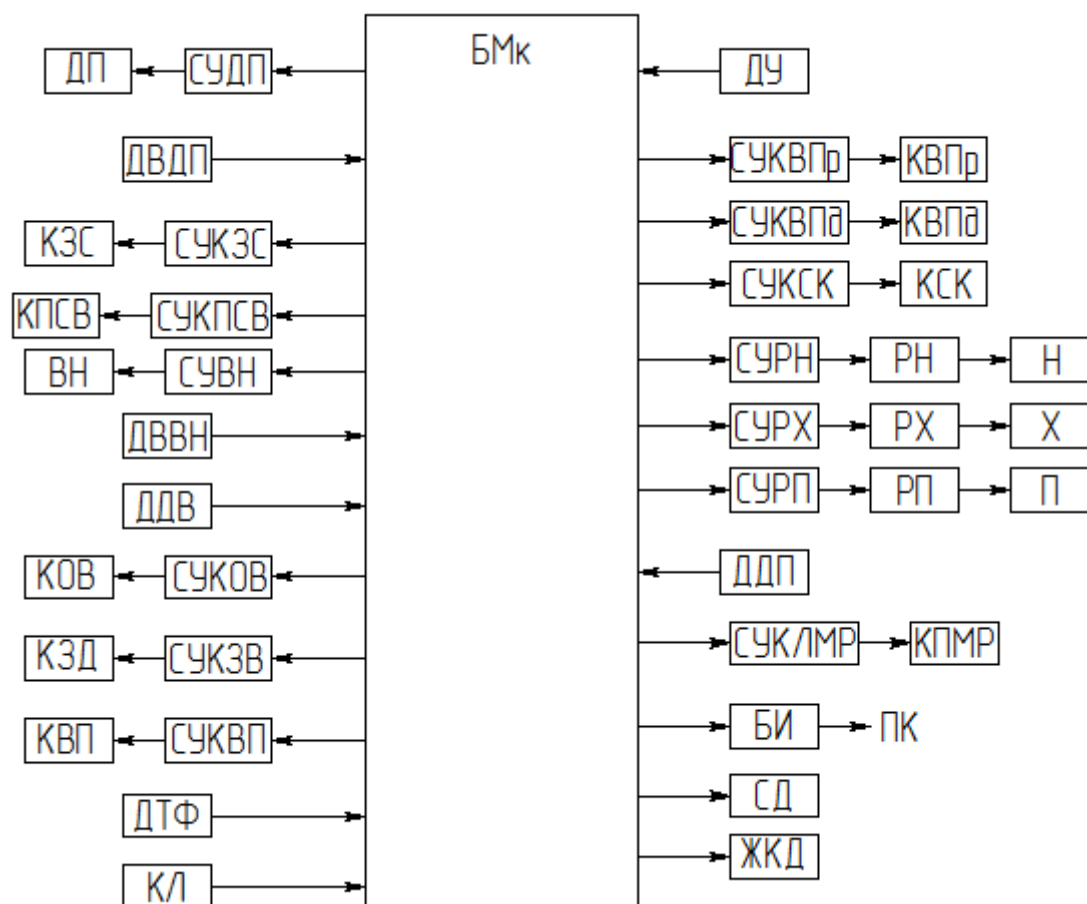 БМк
ДП СУДП ДУ
ДВДП СУКВПр КВПр
КЗС СУКЗС СУКВПд КВПд
СУКСК КСК
КПСВ СУКПСВ
ВН СУВН СУРН РН Н
ДВВН СУРХ РХ Х
ДДВ СУРП РП П
КОВ СУКОВ ДДП
КЗД СУКЗВ СУКЛМР КПМР
КВП СУКВП БИ ПК
ДТФ СД
ЖКД
КЛ